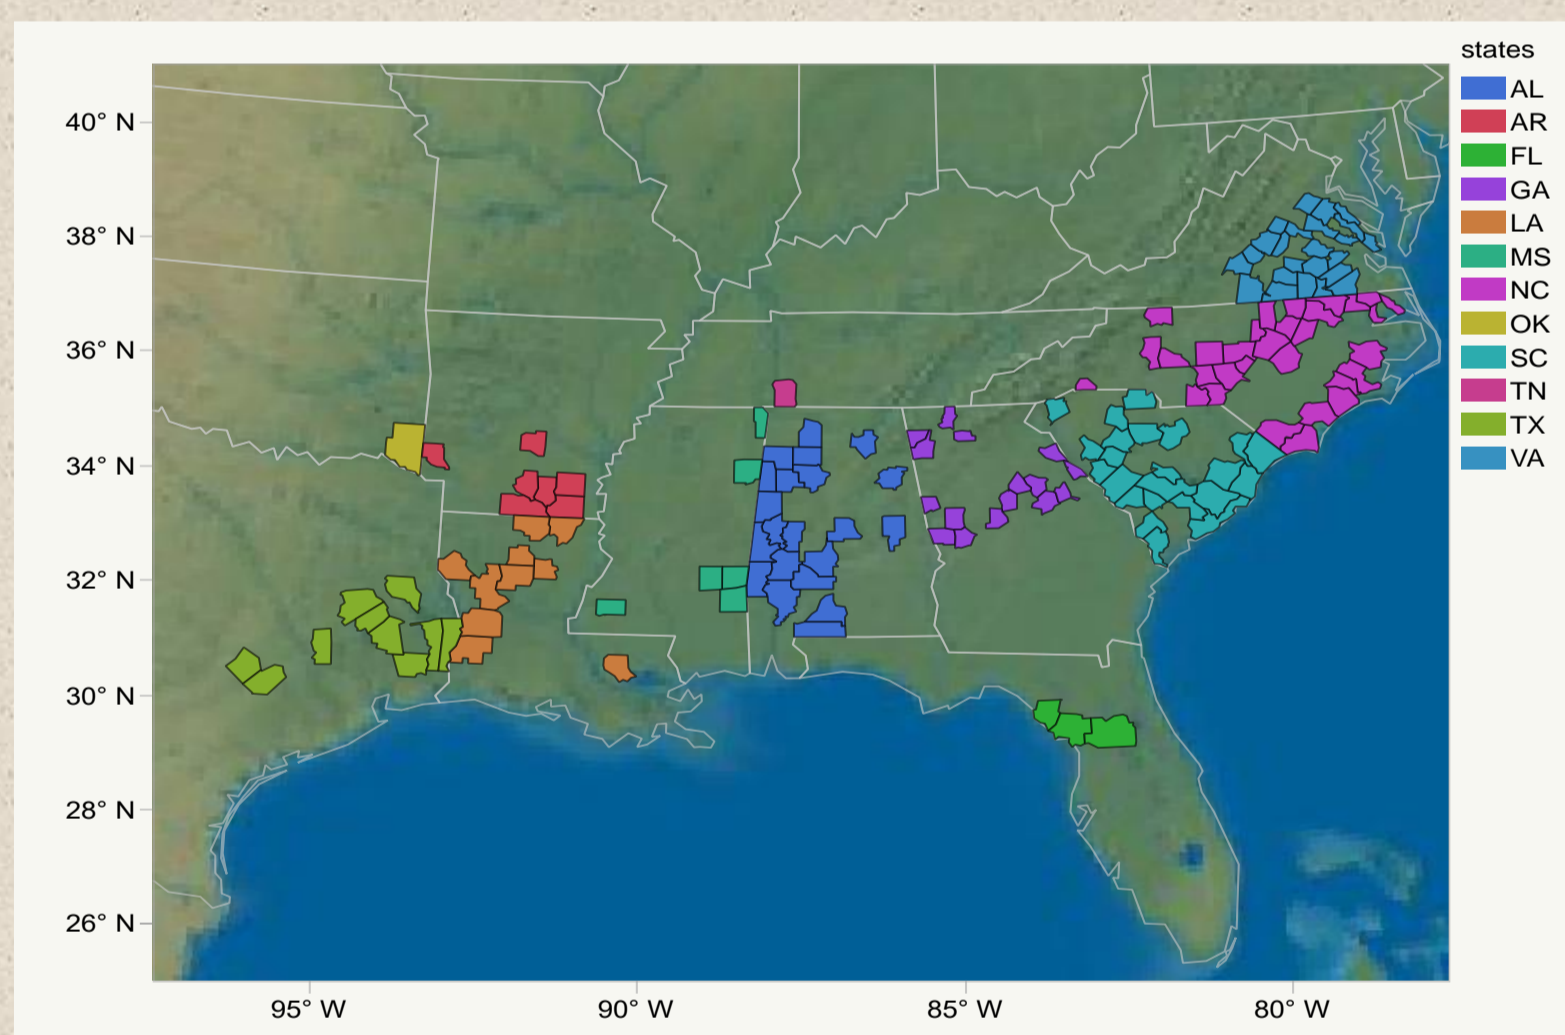 states
AL
AR
FL
GA
LA
MS
NC
OK
SC
TN
TX
VA
40° N
38° N
36° N
34° N
32° N
30° N
28° N
26° N
95° W
90° W
85° W
80° W